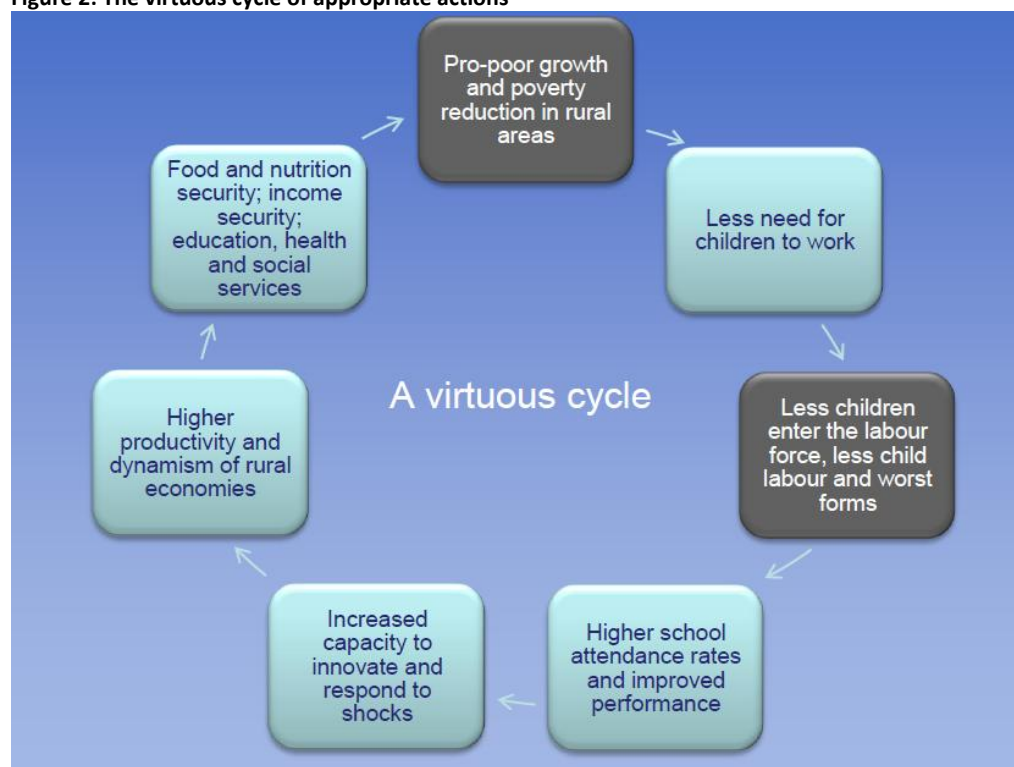 Figure 2: The virtuous cycle of appropriate actions
Pro-poor growth
and poverty
reduction in rural
areas
Less need for
children to work
Less children
enter the labour
force, less child
labour and worst
forms
Higher school
attendance rates
and improved
performance
Increased
capacity to
innovate and
respond to
shocks
Higher
productivity and
dynamism of rural
economies
Food and nutrition
security; income
security;
education, health
and social
services
A virtuous cycle